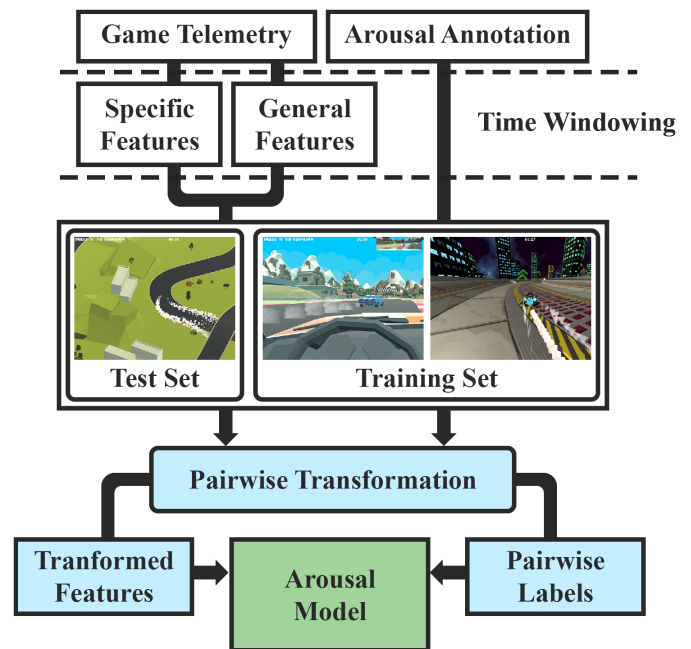 Game Telemetry
Arousal Annotation
Specific
Features
General
Features
Time Windowing
Test Set
Training Set
Pairwise Transformation
Tranformed
Features
Arousal
Model
Pairwise
Labels